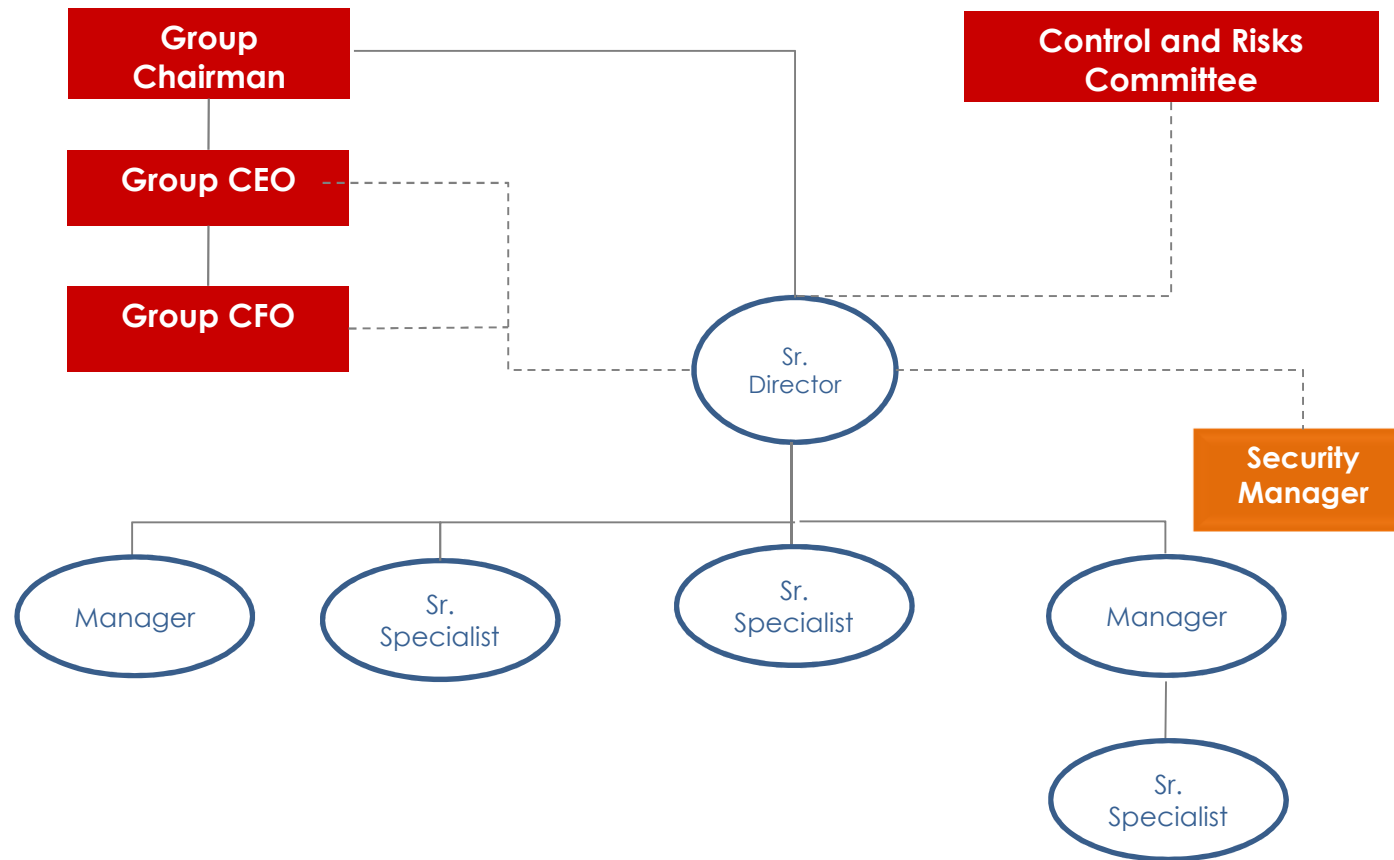 Group
Chairman
Control and Risks
Committee
Group CEO
Group CFO
Sr.
Director
Security
Manager
Manager
Sr.
Specialist
Sr.
Specialist
Manager
Sr.
Specialist